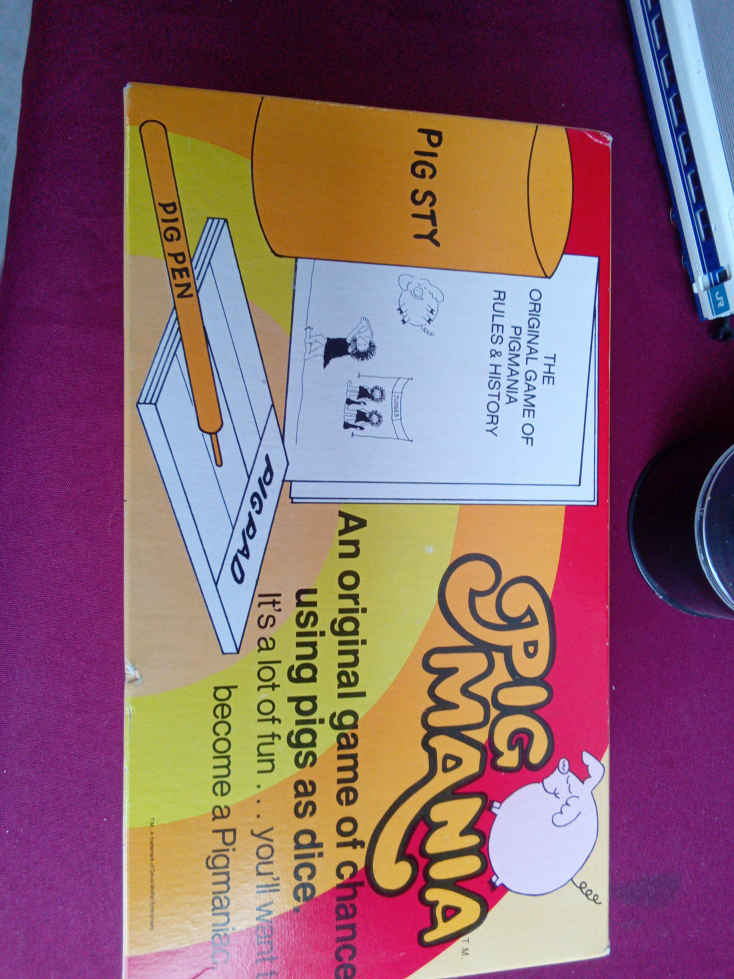 PIG STY
THE
ORIGINAL GAME OF
PIGMANIA
RULES & HISTORY
PIG PEN
PIG PAD
PIG
MANIA
T.M.
An original game of chance
using pigs as dice.
It's a lot of fun . . . you'll want t
become a Pigmaniac.
JR